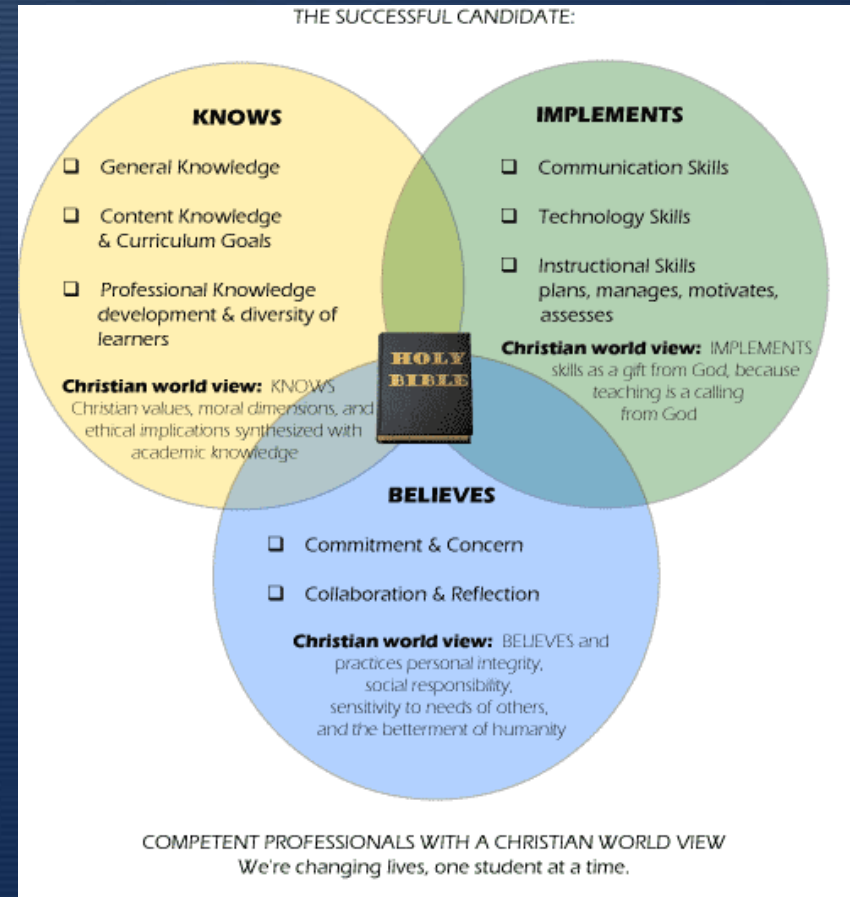 THE SUCCESSFUL CANDIDATE:
KNOWS
General Knowledge
Content Knowledge
& Curriculum Goals
Professional Knowledge
development & diversity of
learners
Christian world view: KNOWS
Christian values, moral dimensions, and
ethical implications synthesized with
academic knowledge
IMPLEMENTS
Communication Skills
Technology Skills
Instructional Skills
plans, manages, motivates,
assesses
Christian world view: IMPLEMENTS
skills as a gift from God, because
teaching is a calling
from God
HOLY
BIBLE
BELIEVES
Commitment & Concern
Collaboration & Reflection
Christian world view: BELIEVES and
practices personal integrity,
social responsibility,
sensitivity to needs of others,
and the betterment of humanity
COMPETENT PROFESSIONALS WITH A CHRISTIAN WORLD VIEW
We're changing lives, one student at a time.